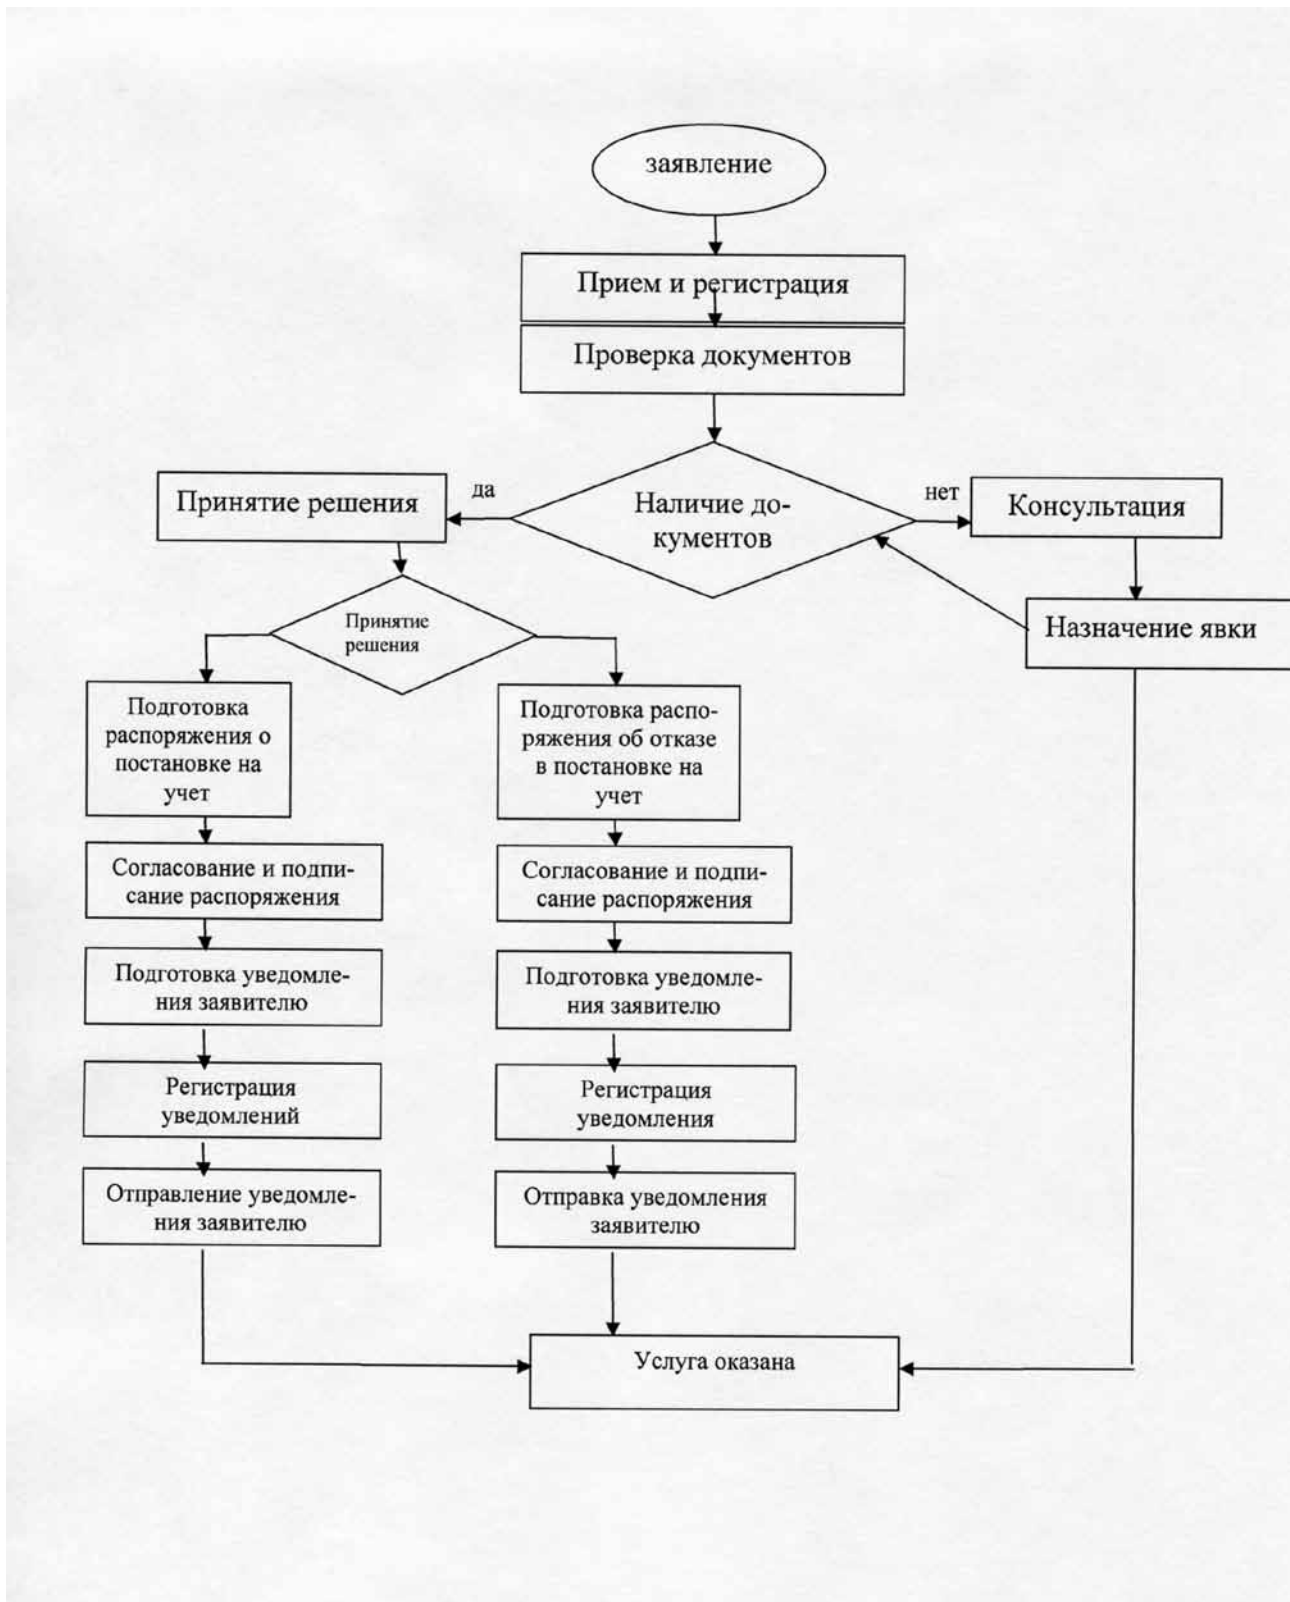 заявление
Прием и регистрация
Проверка документов
Наличие до-
кументов
да
нет
Принятие решения
Консультация
Назначение явки
Принятие
решения
Подготовка
распоряжения о
постановке на
учет
Согласование и подпи-
сание распоряжения
Подготовка уведомле-
ния заявителю
Регистрация
уведомлений
Отправление уведомле-
ния заявителю
Подготовка распо-
ряжения об отказе
в постановке на
учет
Согласование и подпи-
сание распоряжения
Подготовка уведомле-
ния заявителю
Регистрация
уведомления
Отправка уведомления
заявителю
Услуга оказана